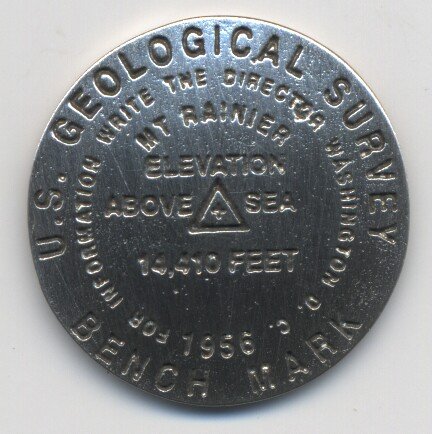 U.S. GEOLOGICAL SURVEY
BENCH MARK
FOR INFORMATION WRITE THE DIRECTOR WASHINGTON D. C.
MT RAINIER
ELEVATION
ABOVE SEA
14,410 FEET
1956